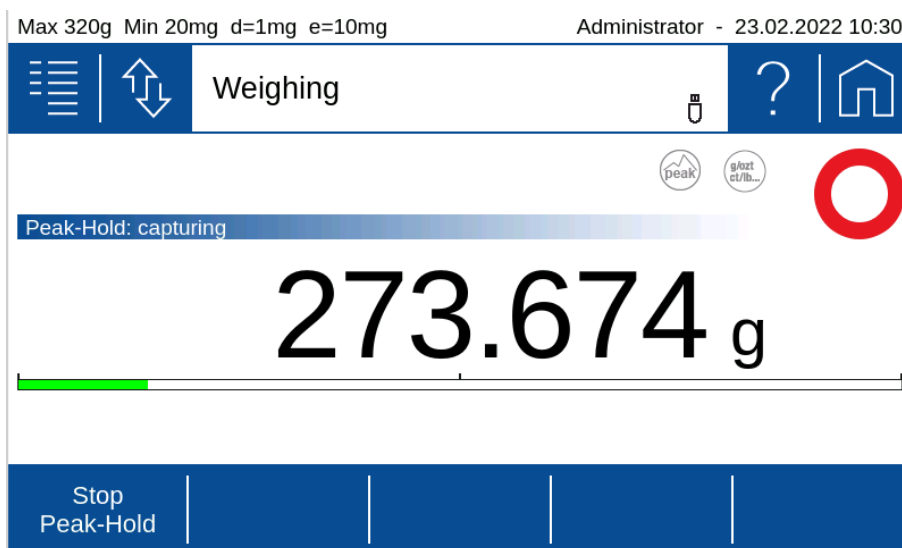 Max 320g Min 20mg d=1mg e=10mg Administrator - 23.02.2022 10:30
Weighing ?
peak g/ozt
ct/lb...
Peak-Hold: capturing
273.674 g
Stop
Peak-Hold